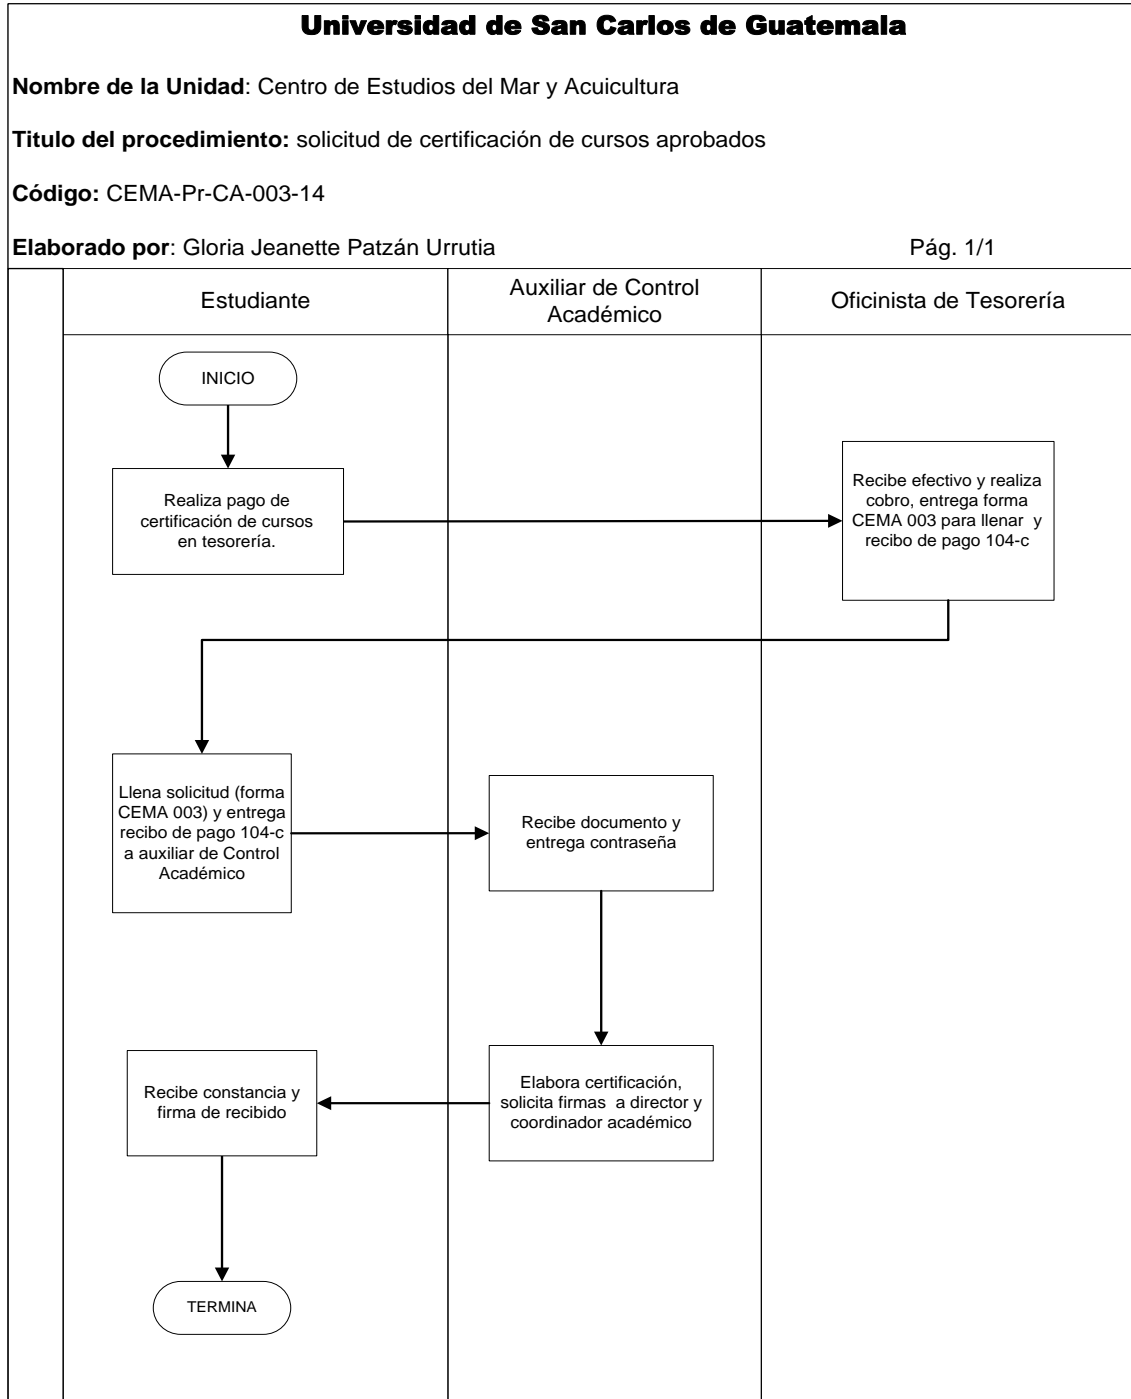 Universidad de San Carlos de Guatemala
Nombre de la Unidad: Centro de Estudios del Mar y Acuicultura
Titulo del procedimiento: solicitud de certificación de cursos aprobados
Código: CEMA-Pr-CA-003-14
Elaborado por: Gloria Jeanette Patzán Urrutia
Pág. 1/1
Estudiante
Auxiliar de Control
Académico
Oficinista de Tesorería
INICIO
Realiza pago de
certificación de cursos
en tesorería.
Recibe efectivo y realiza
cobro, entrega forma
CEMA 003 para llenar y
recibo de pago 104-c
Llena solicitud (forma
CEMA 003) y entrega
recibo de pago 104-c
a auxiliar de Control
Académico
Recibe documento y
entrega contraseña
Elabora certificación,
solicita firmas a director y
coordinador académico
Recibe constancia y
firma de recibido
TERMINA